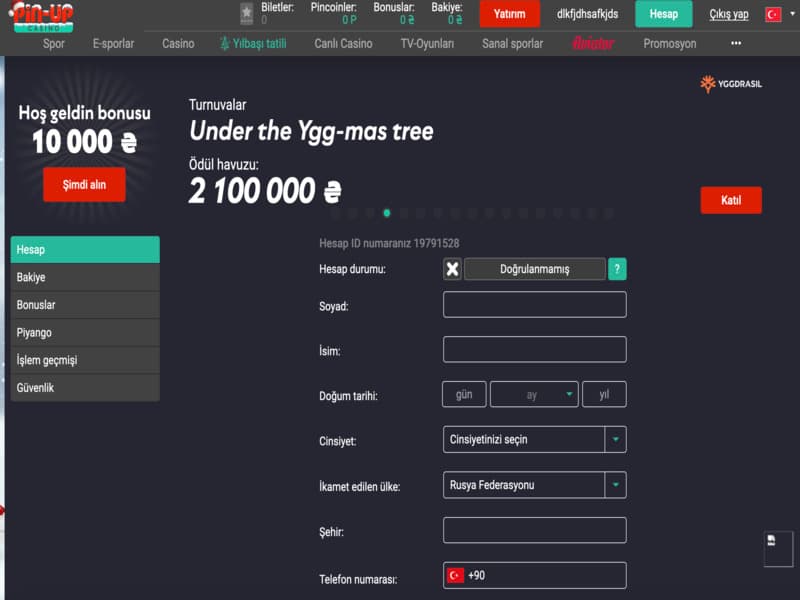 PIN-UP
CASINO
Biletler:
0
Pincoinler:
0 P
Bonuslar:
0 ₴
Bakiye:
0 ₴
Yatırım
dlkfjdhsafkjds
Hesap
Çıkış yap
Spor
E-sporlar
Casino
Yılbaşı tatili
Canlı Casino
TV-Oyunları
Sanal sporlar
Aviator
Promosyon
•••
Hoş geldin bonusu
10 000 ₴
Şimdi alın
Turnuvalar
Under the Ygg-mas tree
Ödül havuzu:
2 100 000 ₴
YGGDRASIL
Katıl
Hesap
Bakiye
Bonuslar
Piyango
İşlem geçmişi
Güvenlik
Hesap ID numaranız 19791528
Hesap durumu:
Doğrulanmamış
?
Soyad:
İsim:
Doğum tarihi:
gün
ay
yıl
Cinsiyet:
Cinsiyetinizi seçin
İkamet edilen ülke:
Rusya Federasyonu
Şehir:
Telefon numarası:
+90